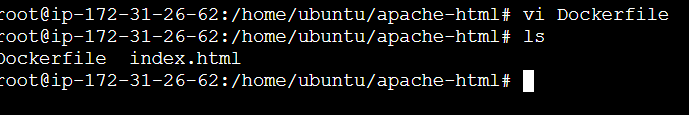 root@ip-172-31-26-62:/home/ubuntu/apache-html# vi Dockerfile
root@ip-172-31-26-62:/home/ubuntu/apache-html# ls
Dockerfile  index.html
root@ip-172-31-26-62:/home/ubuntu/apache-html#